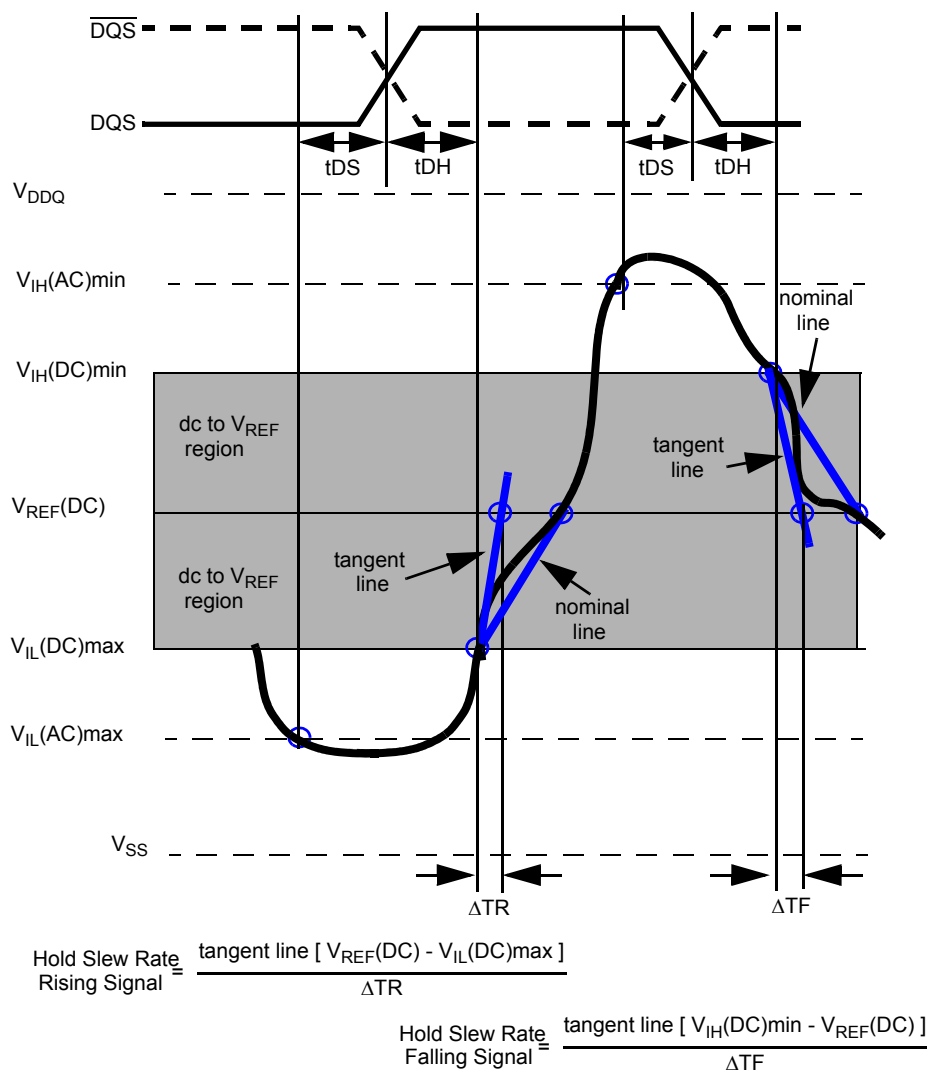 DQS
DQS
tDS
tDH
tDS
tDH
VDDQ
VIH(AC)min
nominal
line
VIH(DC)min
dc to VREF
region
tangent
line
VREF(DC)
tangent
line
dc to VREF
region
nominal
line
VIL(DC)max
VIL(AC)max
VSS
ΔTR
ΔTF
Hold Slew Rate
Rising Signal
=
tangent line [ VREF(DC) - VIL(DC)max ]
ΔTR
Hold Slew Rate
Falling Signal
=
tangent line [ VIH(DC)min - VREF(DC) ]
ΔTF